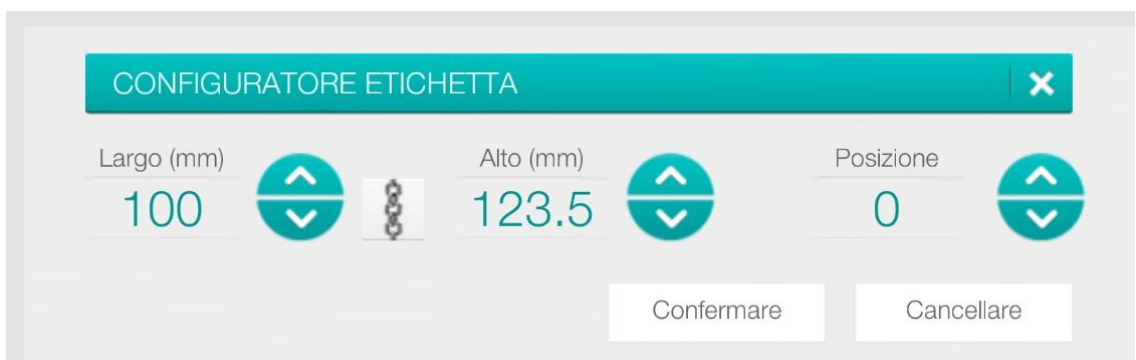 CONFIGURATORE ETICHETTA
Largo (mm) Alto (mm) Posizione
100 123.5 0
Confermare Cancellare